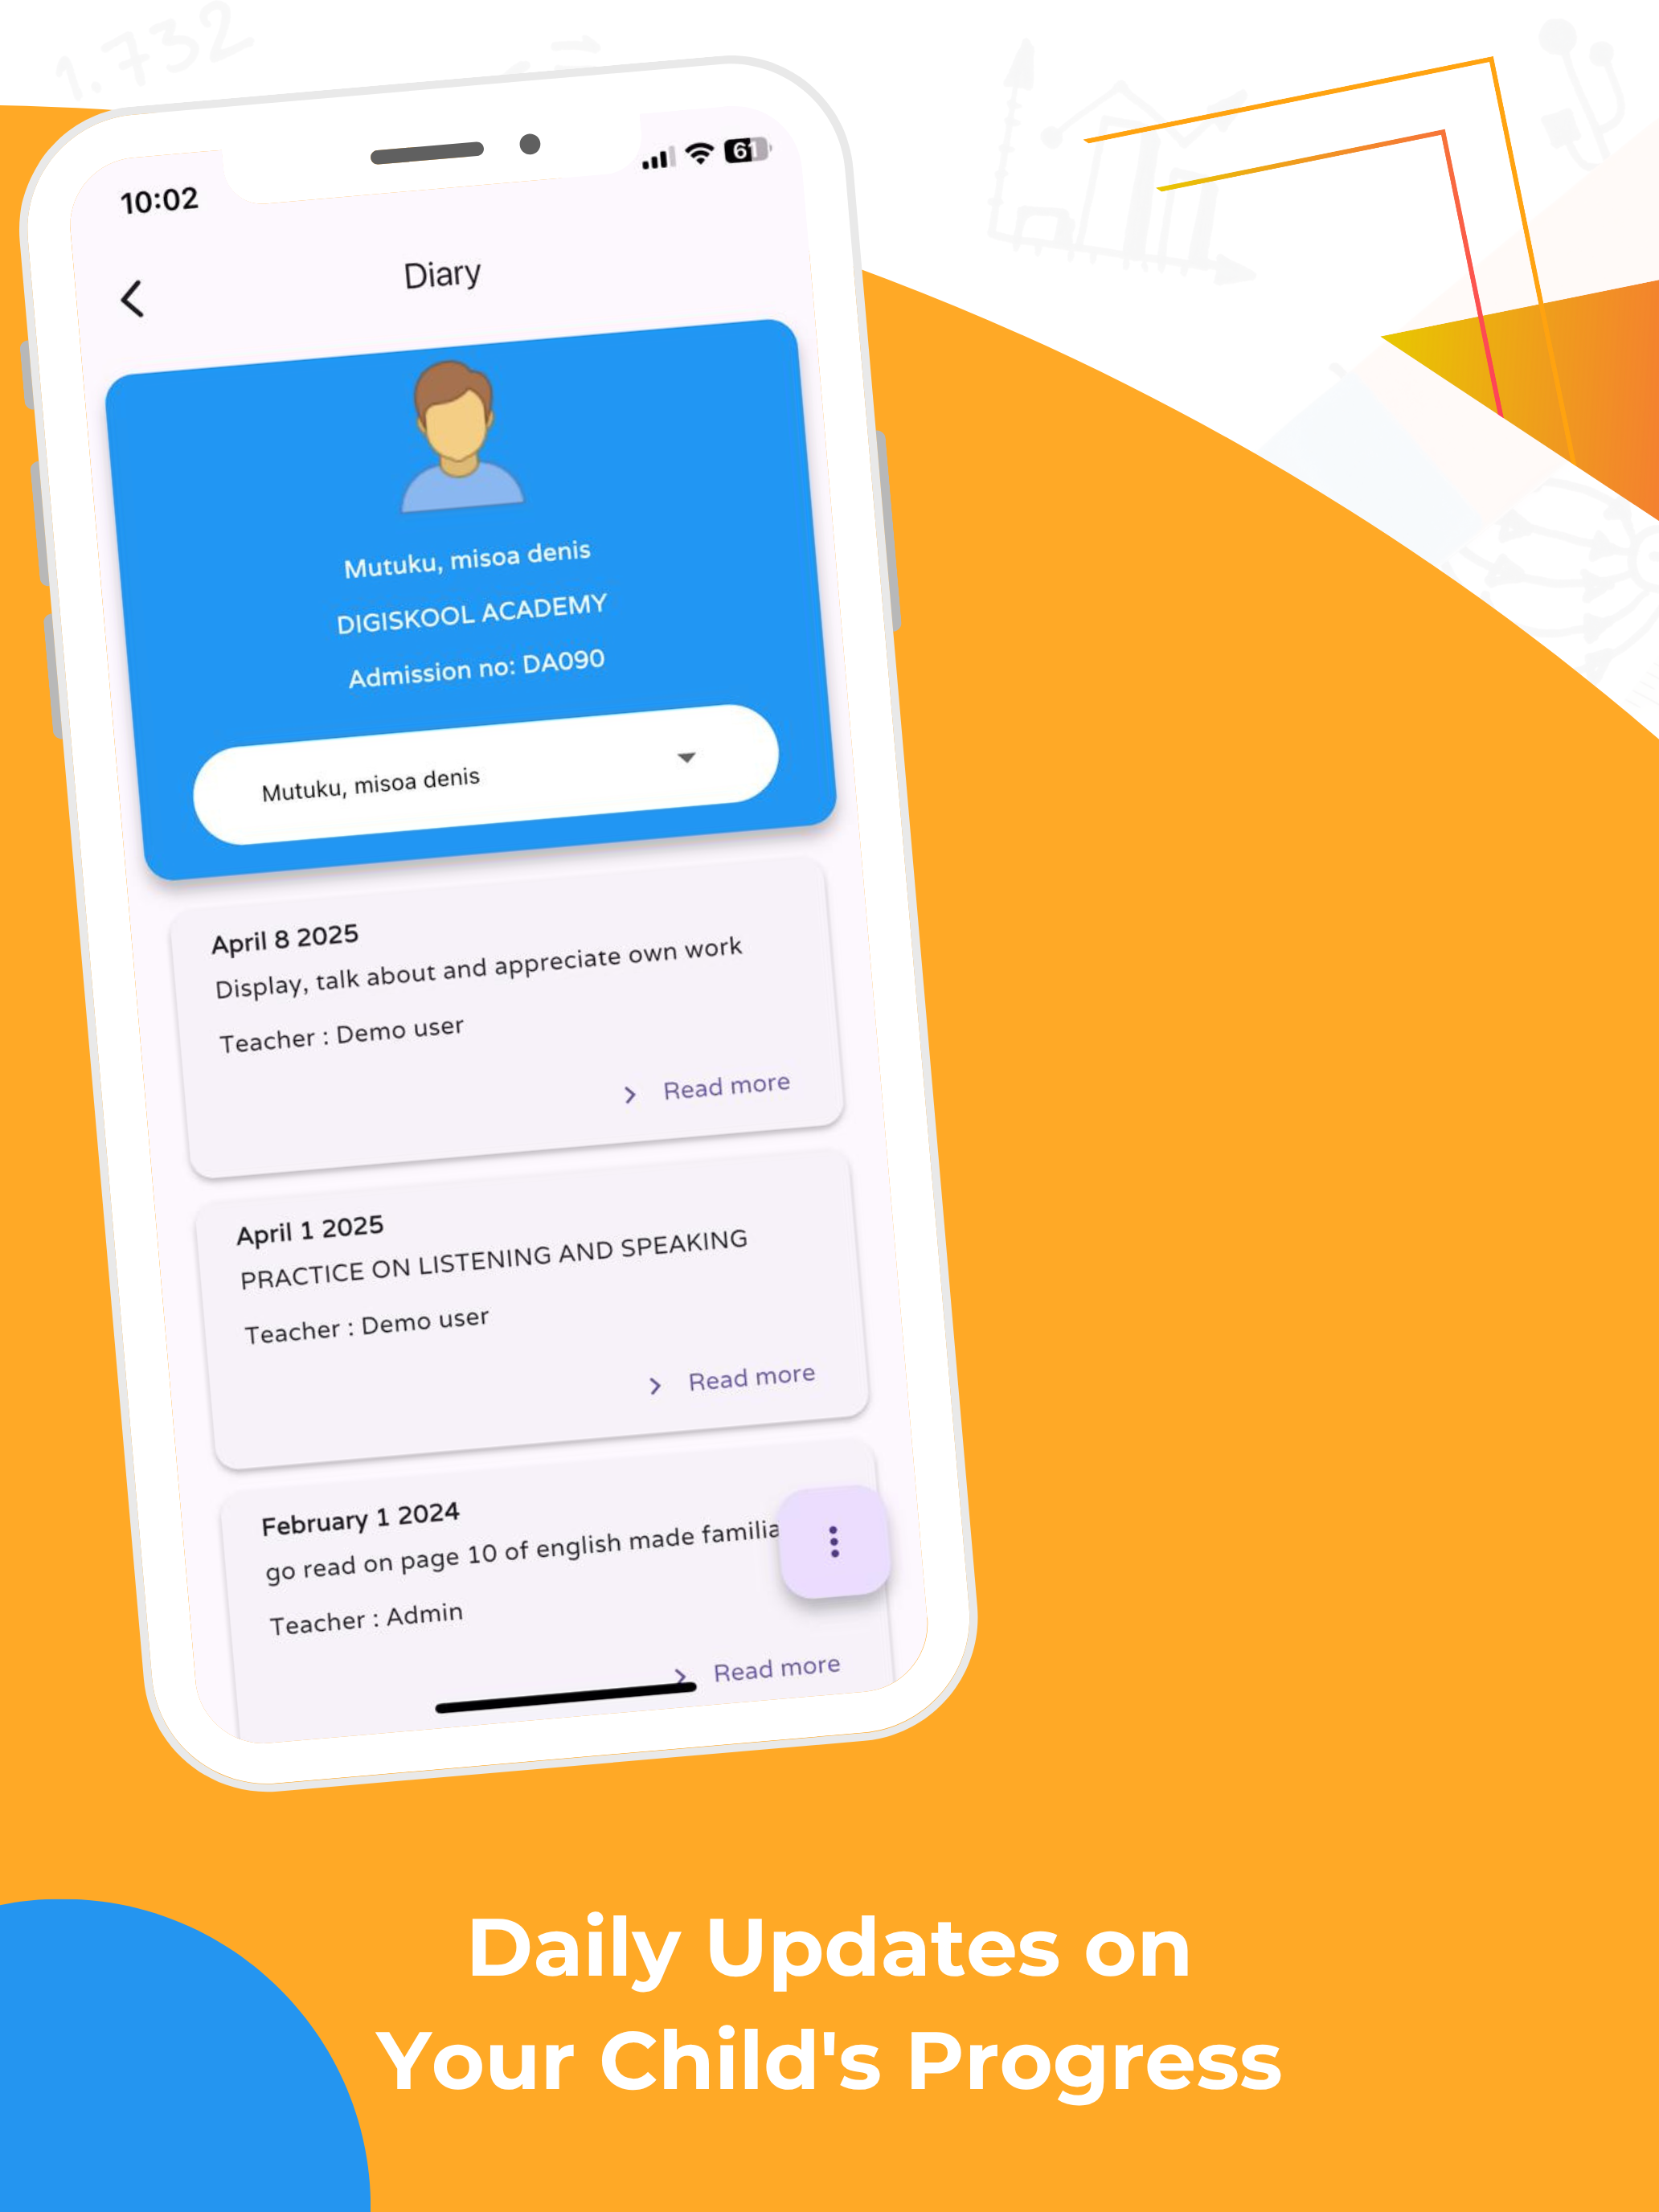 1.732
10:02
61
Diary
Mutuku, misoa denis
DIGISKOOL ACADEMY
Admission no: DA090
Mutuku, misoa denis
April 8 2025
Display, talk about and appreciate own work
Teacher : Demo user
Read more
April 1 2025
PRACTICE ON LISTENING AND SPEAKING
Teacher : Demo user
Read more
February 1 2024
go read on page 10 of english made familia
Teacher : Admin
Read more
Daily Updates on
Your Child's Progress